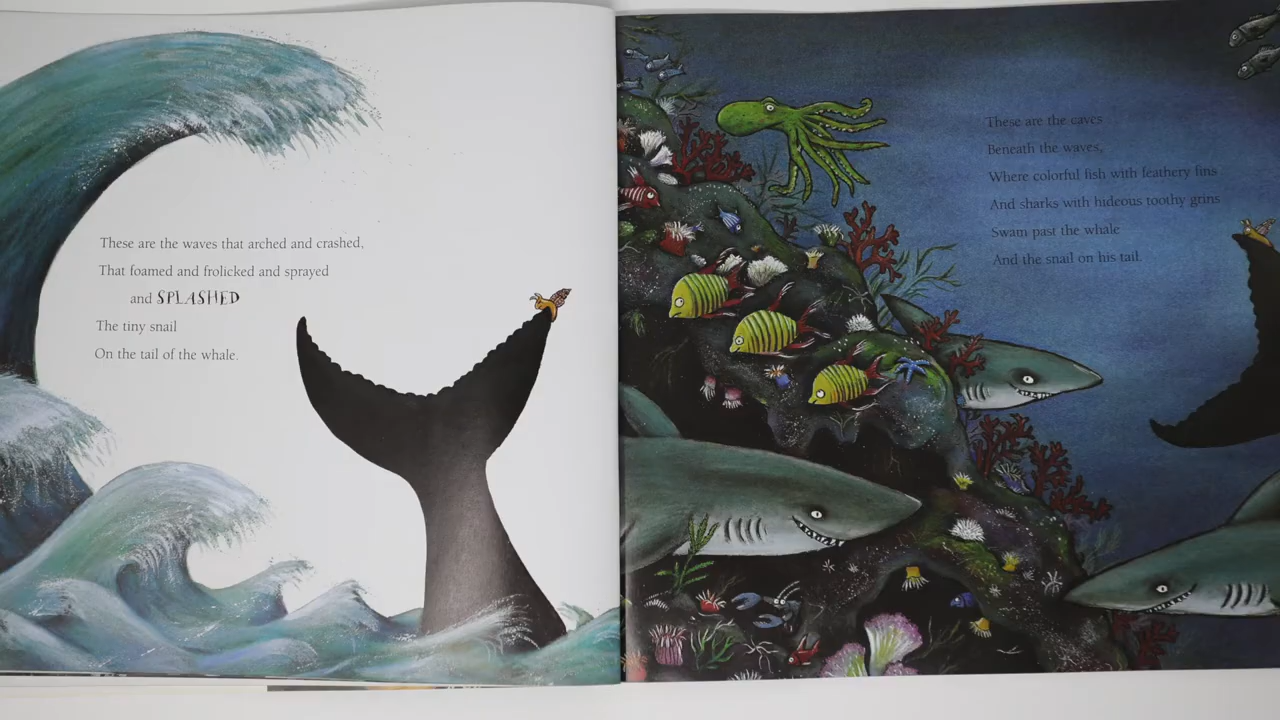 These are the waves that arched and crashed,
That foamed and frolicked and sprayed
and SPLASHED
The tiny snail
On the tail of the whale.
These are the caves
Beneath the waves,
Where colorful fish with feathery fins
And sharks with hideous toothy grins
Swam past the whale
And the snail on his tail.